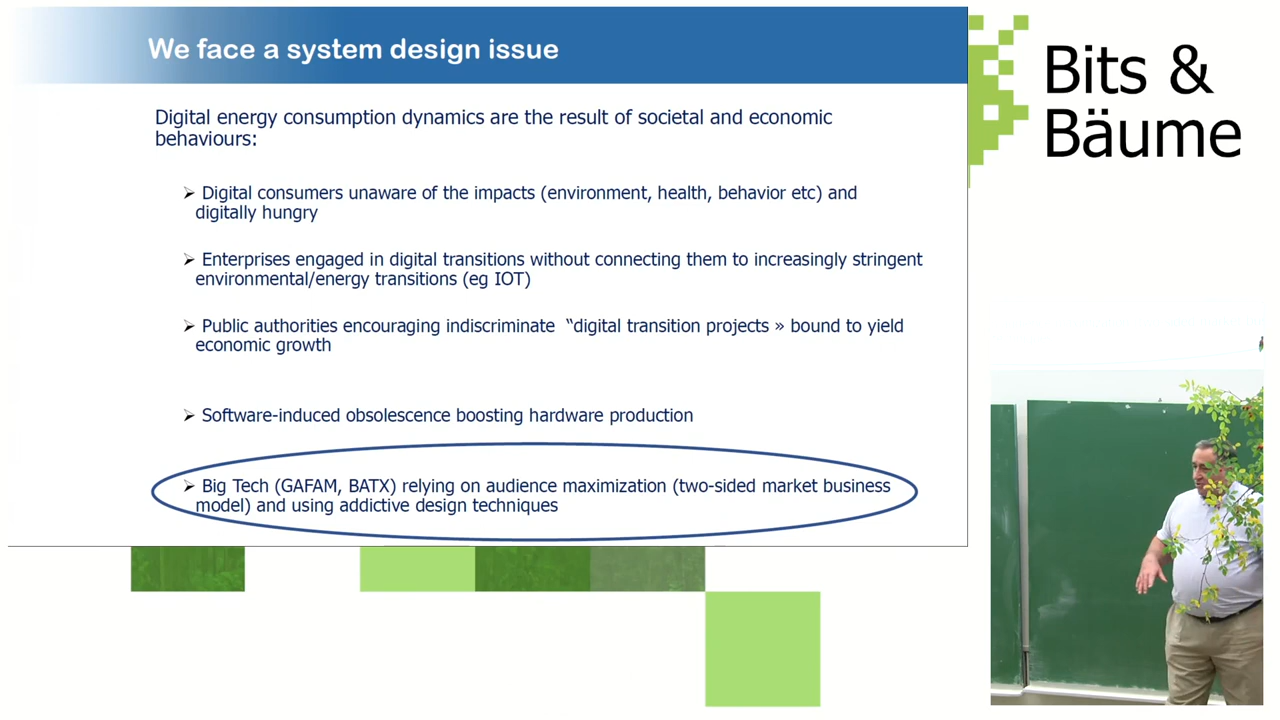 We face a system design issue
Digital energy consumption dynamics are the result of societal and economic
behaviours:
➢ Digital consumers unaware of the impacts (environment, health, behavior etc) and
digitally hungry
➢ Enterprises engaged in digital transitions without connecting them to increasingly stringent
environmental/energy transitions (eg IOT)
➢ Public authorities encouraging indiscriminate “digital transition projects » bound to yield
economic growth
➢ Software-induced obsolescence boosting hardware production
➢ Big Tech (GAFAM, BATX) relying on audience maximization (two-sided market business
model) and using addictive design techniques
Bits &
Bäume